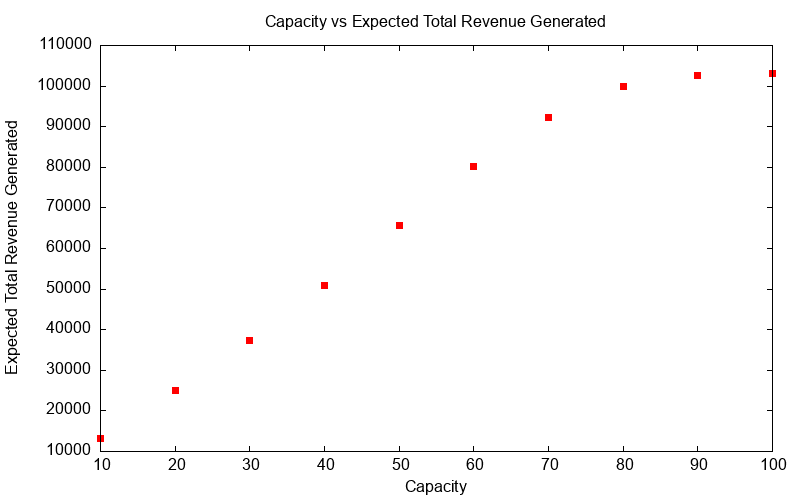 Capacity vs Expected Total Revenue Generated
110000
100000
90000
80000
70000
60000
50000
40000
30000
20000
10000
Expected Total Revenue Generated
10 20 30 40 50 60 70 80 90 100
Capacity